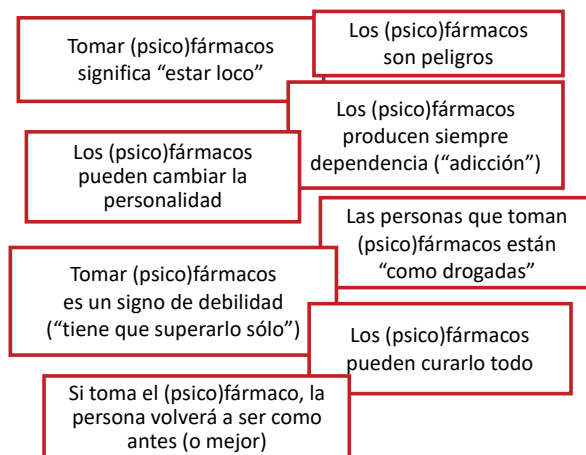 Tomar (psico)fármacos
significa “estar loco”
Los (psico)fármacos
son peligros
Los (psico)fármacos
producen siempre
dependencia (“adicción”)
Los (psico)fármacos
pueden cambiar la
personalidad
Las personas que toman
(psico)fármacos están
“como drogadas”
Tomar (psico)fármacos
es un signo de debilidad
(“tiene que superarlo sólo”)
Los (psico)fármacos
pueden curarlo todo
Si toma el (psico)fármaco, la
persona volverá a ser como
antes (o mejor)